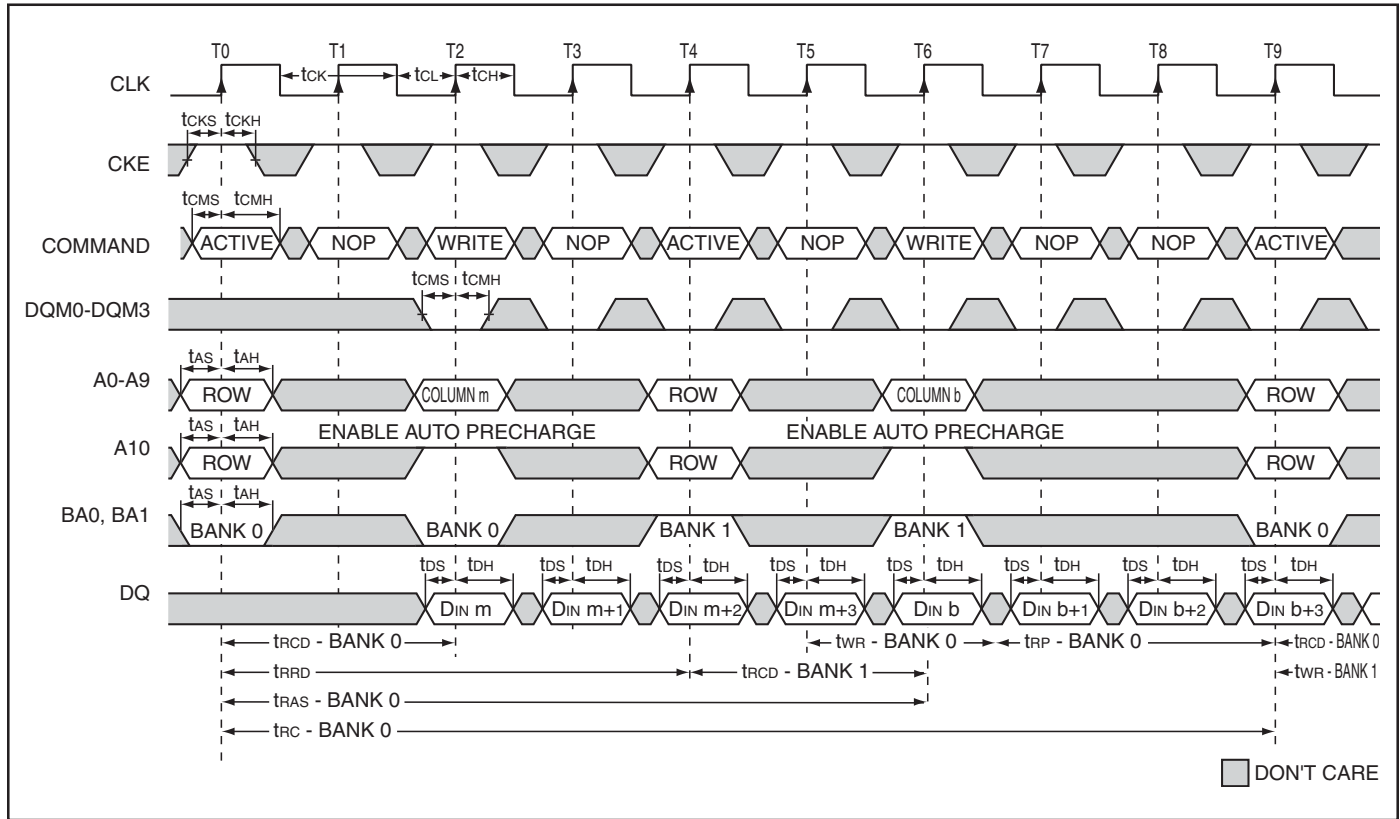 T0 T1 T2 T3 T4 T5 T6 T7 T8 T9
CLK tCK tCL tCH
tCKS tCKH
CKE
tCMS tCMH
COMMAND ACTIVE NOP WRITE NOP ACTIVE NOP WRITE NOP NOP ACTIVE
tCMS tCMH
DQM0-DQM3
tAS tAH
A0-A9 ROW COLUMN m ROW COLUMN b ROW
tAS tAH ENABLE AUTO PRECHARGE ENABLE AUTO PRECHARGE
A10 ROW ROW ROW
tAS tAH
BA0, BA1 BANK 0 BANK 0 BANK 1 BANK 1 BANK 0
tDS tDH tDS tDH tDS tDH tDS tDH tDS tDH tDS tDH tDS tDH tDS tDH
DQ DIN m DIN m+1 DIN m+2 DIN m+3 DIN b DIN b+1 DIN b+2 DIN b+3
tRCD - BANK 0 tWR - BANK 0 tRP - BANK 0 tRCD - BANK 0
tRRD tRCD - BANK 1 tWR - BANK 1
tRAS - BANK 0
tRC - BANK 0
DON'T CARE